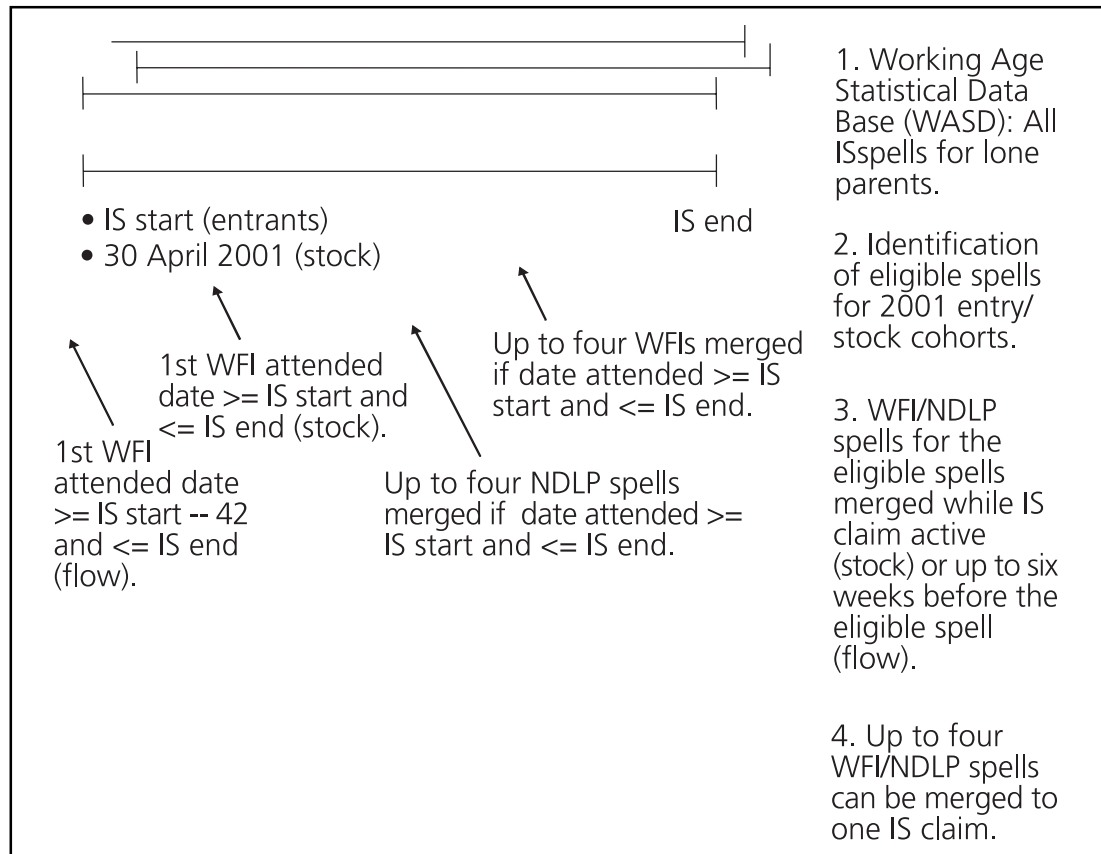 • IS start (entrants)
IS end
• 30 April 2001 (stock)
1st WFI attended
date >= IS start and
<= IS end (stock).
Up to four WFIs merged
if date attended >= IS
start and <= IS end.
1st WFI
attended date
>= IS start -- 42
and <= IS end
(flow).
Up to four NDLP spells
merged if date attended >=
IS start and <= IS end.
1. Working Age
Statistical Data
Base (WASD): All
ISspells for lone
parents.
2. Identification
of eligible spells
for 2001 entry/
stock cohorts.
3. WFI/NDLP
spells for the
eligible spells
merged while IS
claim active
(stock) or up to six
weeks before the
eligible spell
(flow).
4. Up to four
WFI/NDLP spells
can be merged to
one IS claim.